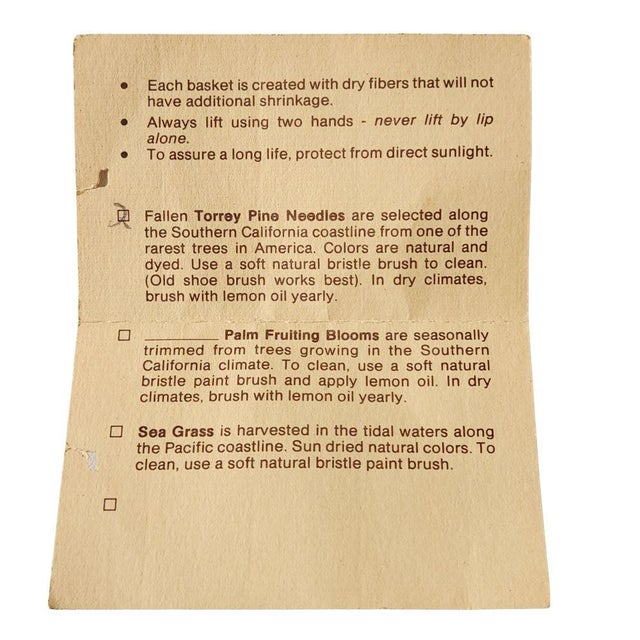 • Each basket is created with dry fibers that will not
have additional shrinkage.
• Always lift using two hands - never lift by lip
alone.
• To assure a long life, protect from direct sunlight.
Fallen Torrey Pine Needles are selected along
the Southern California coastline from one of the
rarest trees in America. Colors are natural and
dyed. Use a soft natural bristle brush to clean.
(Old shoe brush works best). In dry climates,
brush with lemon oil yearly.
☐ __________ Palm Fruiting Blooms are seasonally
trimmed from trees growing in the Southern
California climate. To clean, use a soft natural
bristle paint brush and apply lemon oil. In dry
climates, brush with lemon oil yearly.
☐ Sea Grass is harvested in the tidal waters along
the Pacific coastline. Sun dried natural colors. To
clean, use a soft natural bristle paint brush.
☐